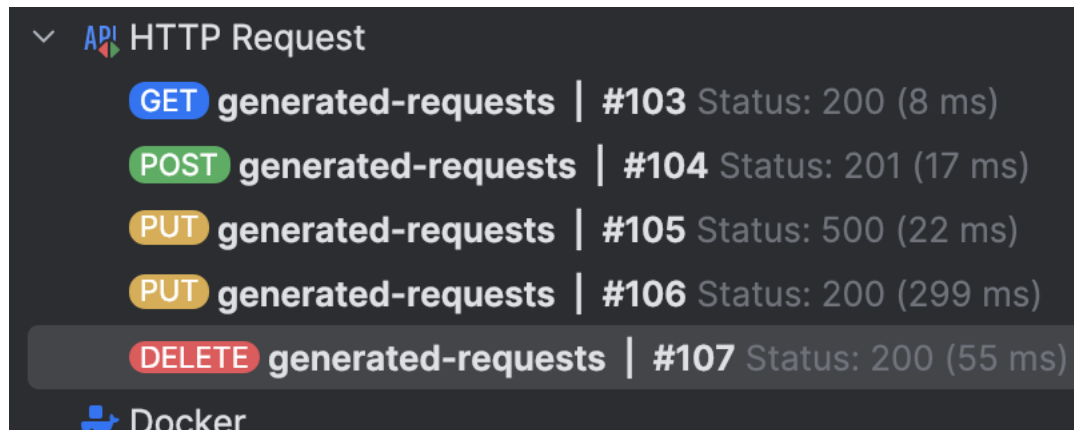 API HTTP Request
GET generated-requests | #103 Status: 200 (8 ms)
POST generated-requests | #104 Status: 201 (17 ms)
PUT generated-requests | #105 Status: 500 (22 ms)
PUT generated-requests | #106 Status: 200 (299 ms)
DELETE generated-requests | #107 Status: 200 (55 ms)
Docker